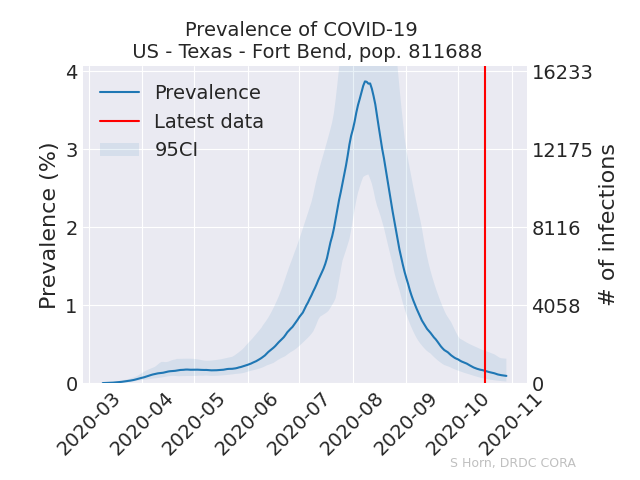 Prevalence of COVID-19
US - Texas - Fort Bend, pop. 811688
Prevalence
Latest data
95CI
Prevalence (%)
4
3
2
1
0
16233
12175
8116
4058
0
# of infections
2020-03
2020-04
2020-05
2020-06
2020-07
2020-08
2020-09
2020-10
2020-11
S Horn, DRDC CORA